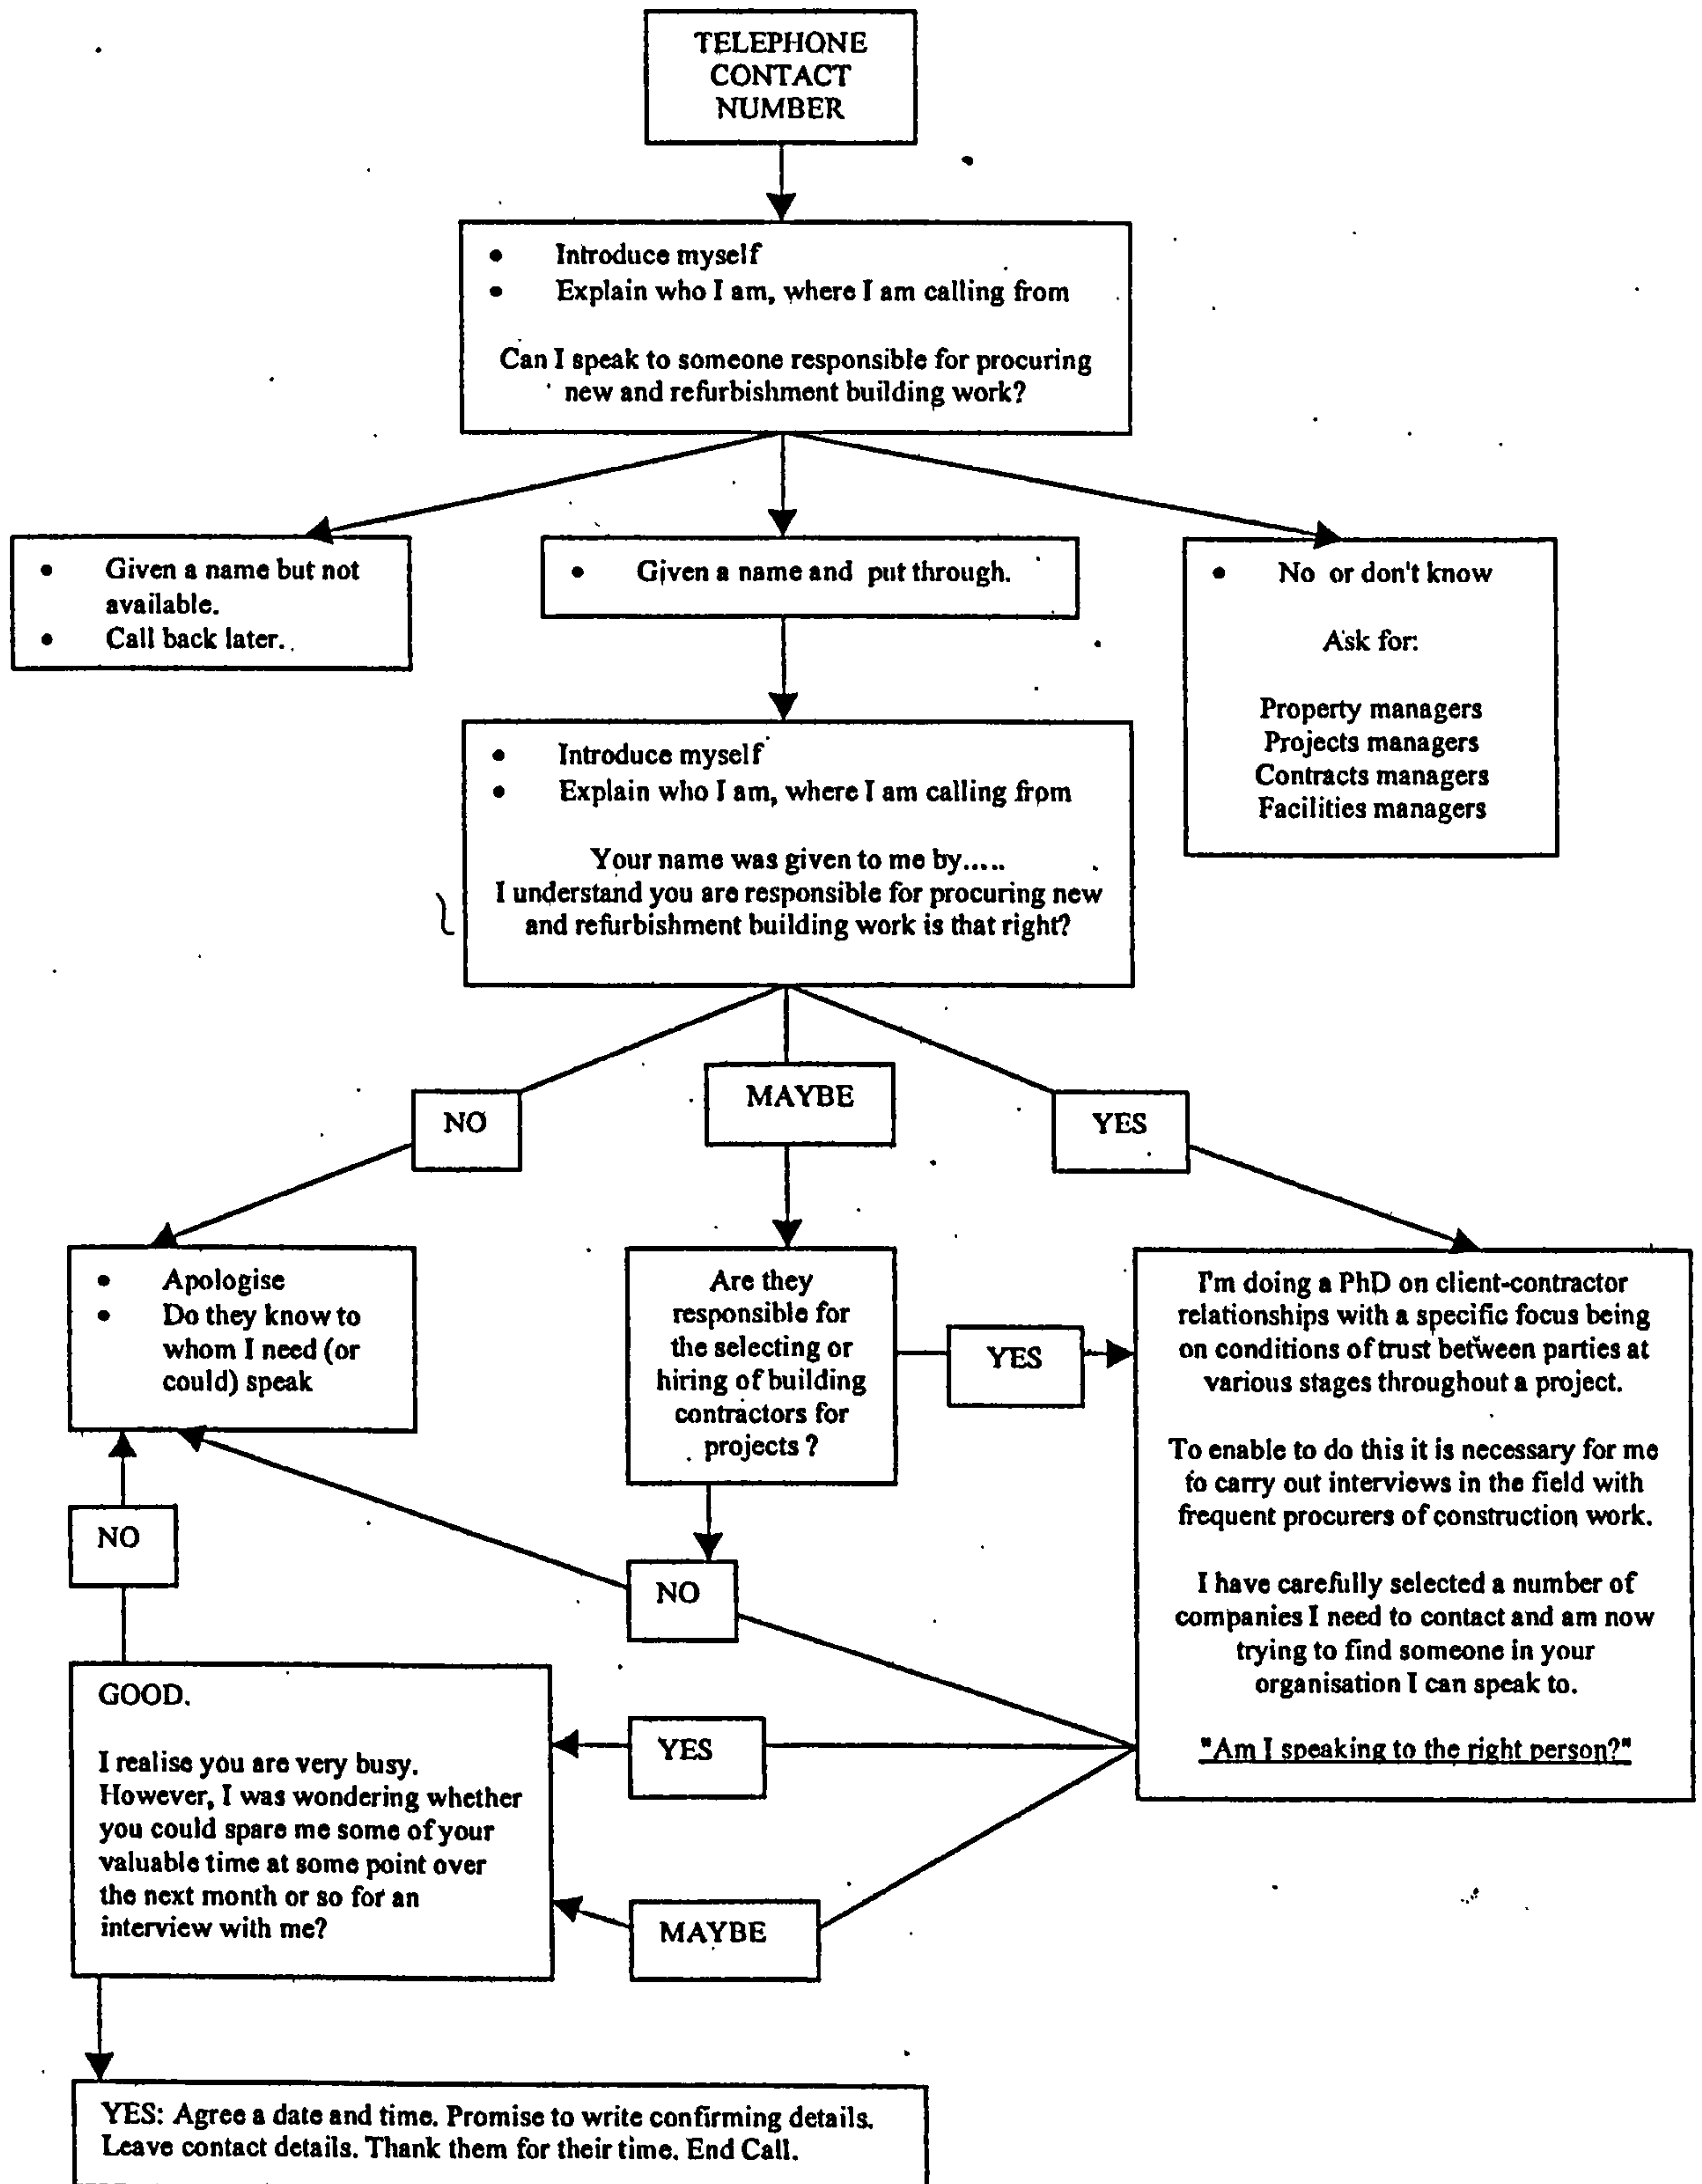 TELEPHONE
CONTACT
NUMBER
• Introduce myself
• Explain who I am, where I am calling from
Can I speak to someone responsible for procuring
new and refurbishment building work?
• Given a name but not
available.
• Call back later.
• Given a name and put through.
• No or don't know
Ask for:
Property managers
Projects managers
Contracts managers
Facilities managers
• Introduce myself
• Explain who I am, where I am calling from
Your name was given to me by.....
I understand you are responsible for procuring new
and refurbishment building work is that right?
NO
MAYBE
YES
• Apologise
• Do they know to
whom I need (or
could) speak
Are they
responsible for
the selecting or
hiring of building
contractors for
projects ?
YES
I'm doing a PhD on client-contractor
relationships with a specific focus being
on conditions of trust between parties at
various stages throughout a project.
To enable to do this it is necessary for me
to carry out interviews in the field with
frequent procurers of construction work.
I have carefully selected a number of
companies I need to contact and am now
trying to find someone in your
organisation I can speak to.
"Am I speaking to the right person?"
NO
NO
GOOD.
I realise you are very busy.
However, I was wondering whether
you could spare me some of your
valuable time at some point over
the next month or so for an
interview with me?
YES
MAYBE
YES: Agree a date and time. Promise to write confirming details.
Leave contact details. Thank them for their time. End Call.